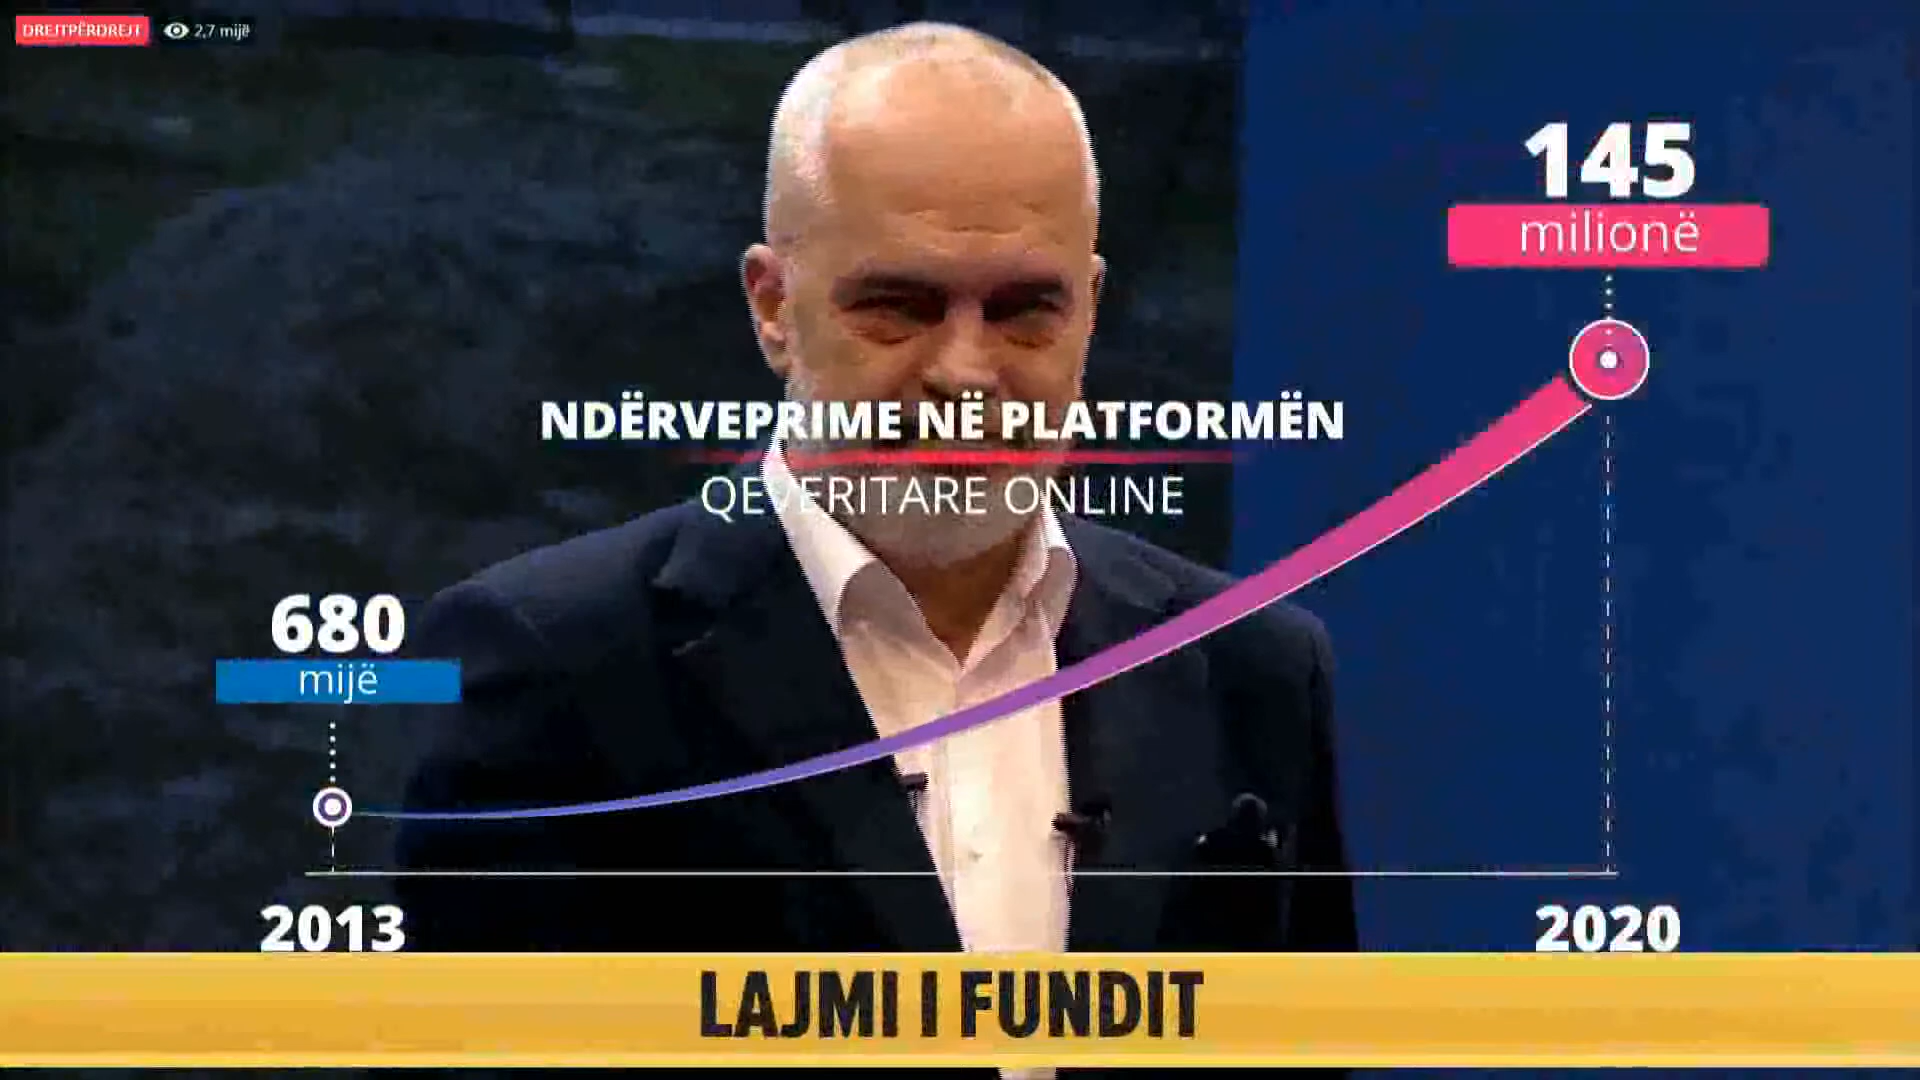 DREJTPËRDREJT 2,7 mijë
145
milionë
NDËRVEPRIME NË PLATFORMËN
QEVERITARE ONLINE
680
mijë
2013 2020
LAJMI I FUNDIT